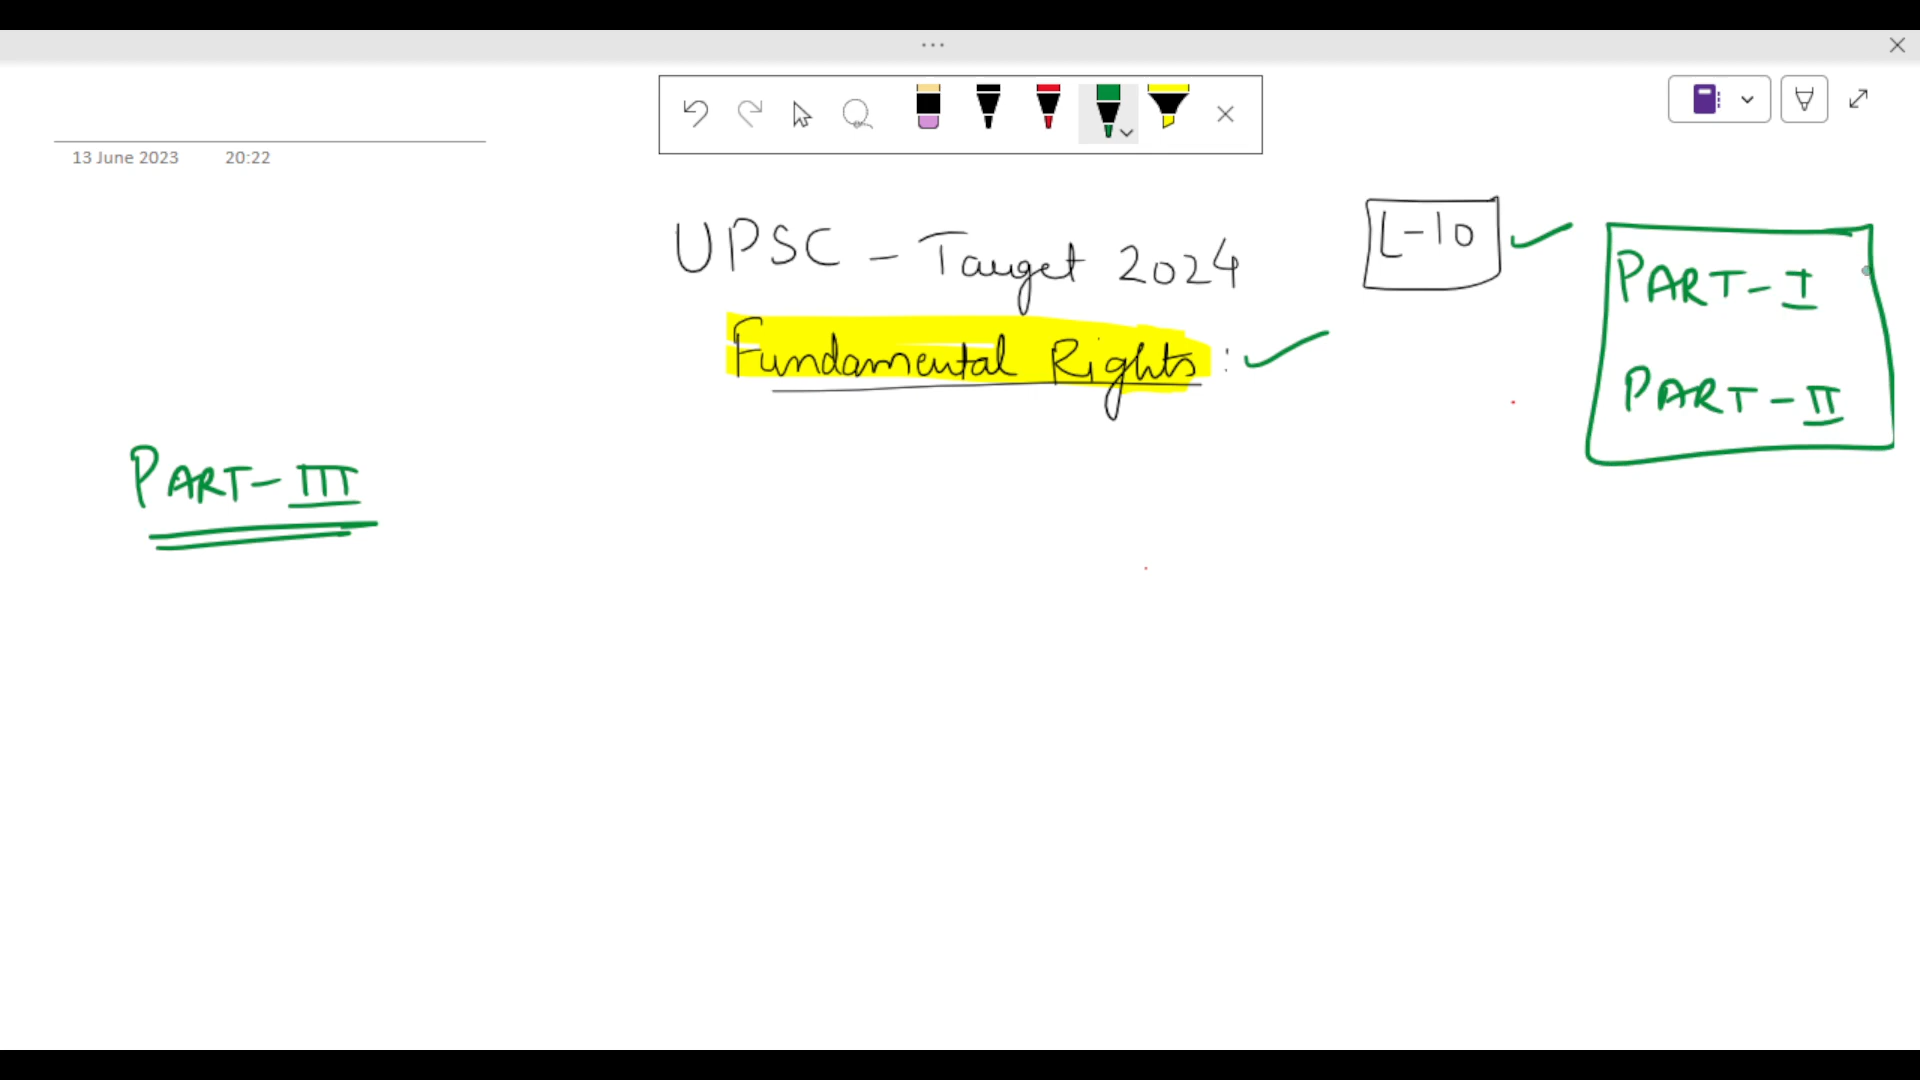 13 June 2023 20:22
UPSC - Target 2024
L-10
Fundamental Rights :
PART-I
PART-II
PART-III